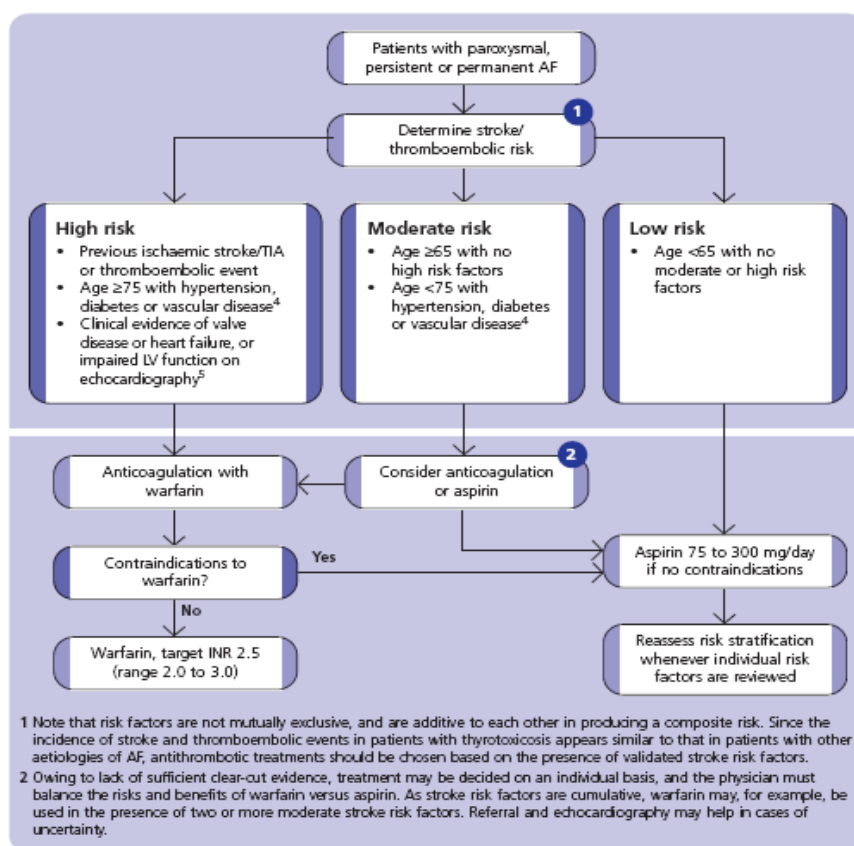 Patients with paroxysmal,
persistent or permanent AF
1
Determine stroke/
thromboembolic risk
High risk
• Previous ischaemic stroke/TIA
or thromboembolic event
• Age ≥75 with hypertension,
diabetes or vascular disease4
• Clinical evidence of valve
disease or heart failure, or
impaired LV function on
echocardiography5
Moderate risk
• Age ≥65 with no
high risk factors
• Age <75 with
hypertension, diabetes
or vascular disease4
Low risk
• Age <65 with no
moderate or high risk
factors
Anticoagulation with
warfarin
2
Consider anticoagulation
or aspirin
Contraindications to
warfarin?
Yes
No
Aspirin 75 to 300 mg/day
if no contraindications
Warfarin, target INR 2.5
(range 2.0 to 3.0)
Reassess risk stratification
whenever individual risk
factors are reviewed
1 Note that risk factors are not mutually exclusive, and are additive to each other in producing a composite risk. Since the
incidence of stroke and thromboembolic events in patients with thyrotoxicosis appears similar to that in patients with other
aetiologies of AF, antithrombotic treatments should be chosen based on the presence of validated stroke risk factors.
2 Owing to lack of sufficient clear-cut evidence, treatment may be decided on an individual basis, and the physician must
balance the risks and benefits of warfarin versus aspirin. As stroke risk factors are cumulative, warfarin may, for example, be
used in the presence of two or more moderate stroke risk factors. Referral and echocardiography may help in cases of
uncertainty.